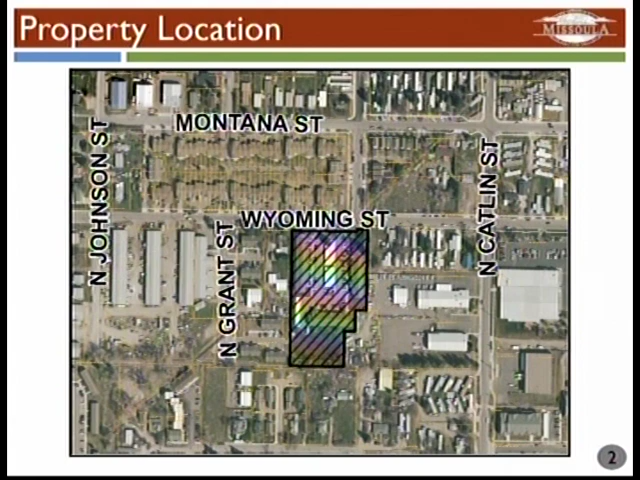 Property Location
MISSOULA
MONTANA ST
N JOHNSON ST
WYOMING ST
N CATLIN ST
N GRANT ST
2